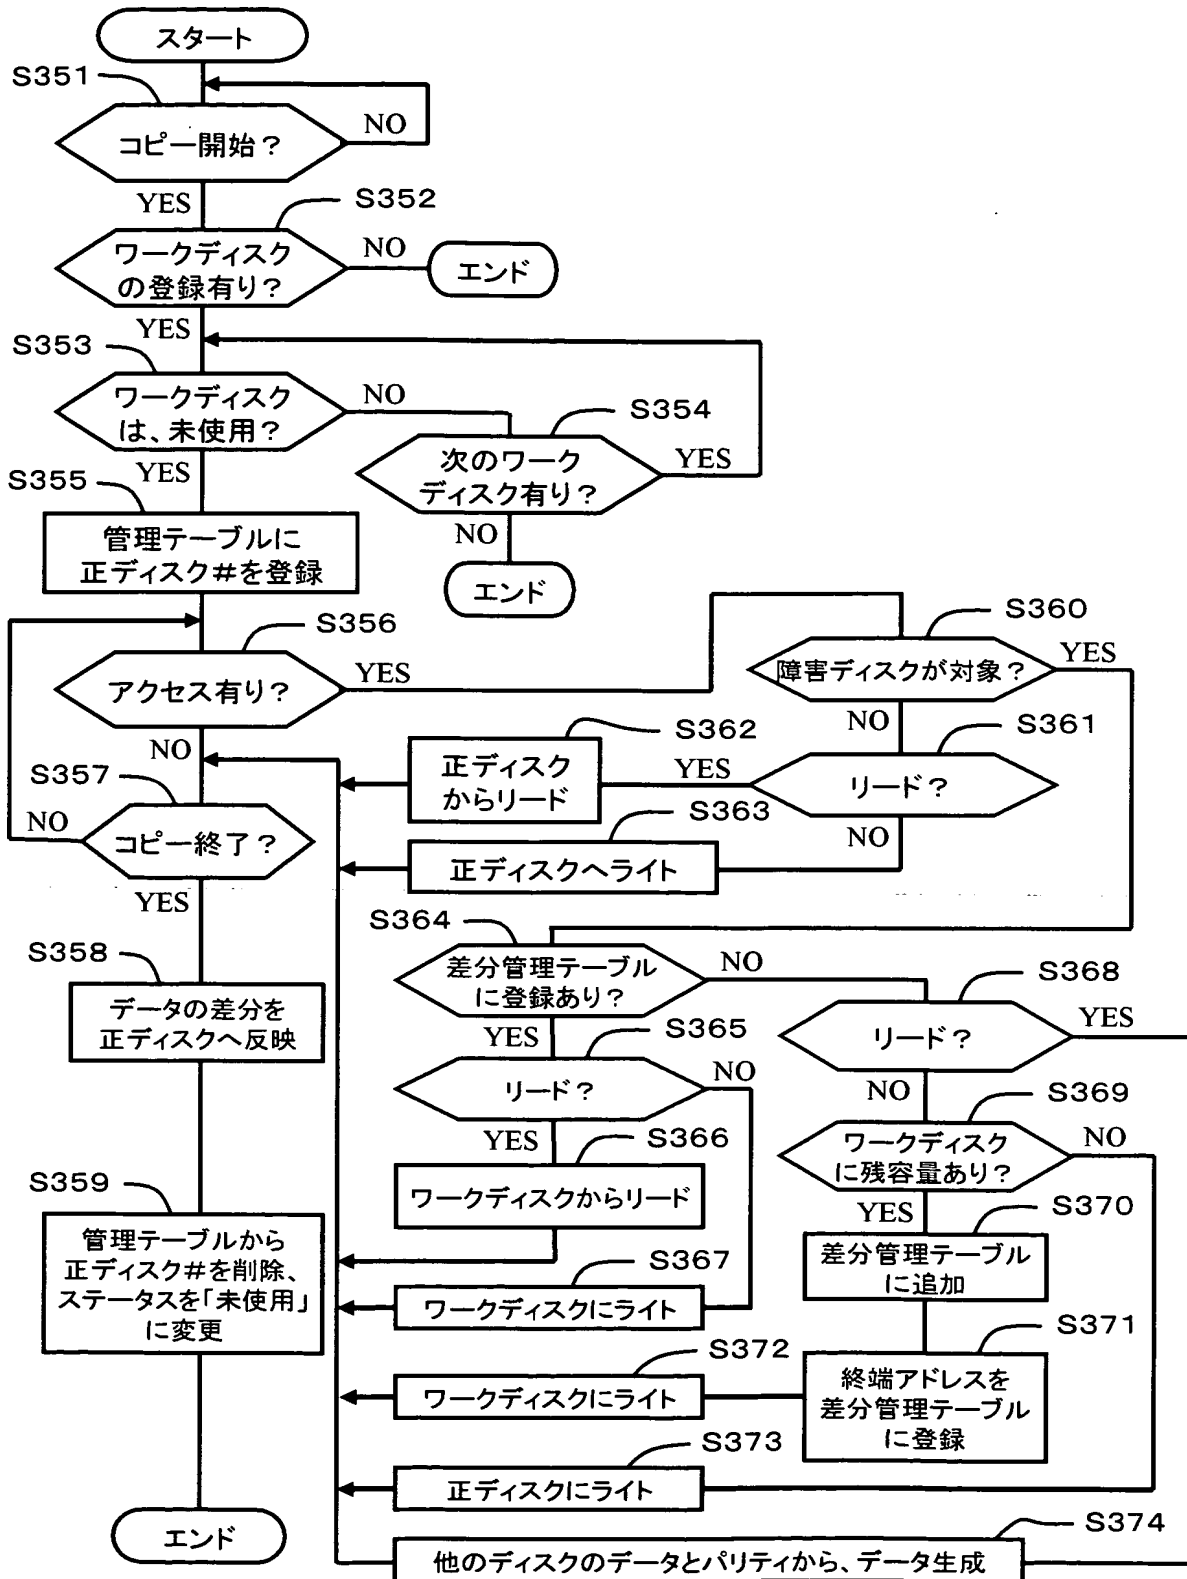 スタート
S351
コピー開始？
NO
YES
S352
ワークディスク
の登録有り？
NO
エンド
YES
S353
ワークディスク
は、未使用？
NO
S354
次のワーク
ディスク有り？
YES
NO
エンド
YES
S355
管理テーブルに
正ディスク＃を登録
S356
アクセス有り？
YES
NO
S357
コピー終了？
NO
YES
S358
データの差分を
正ディスクへ反映
S359
管理テーブルから
正ディスク＃を削除、
ステータスを「未使用」
に変更
エンド
S360
障害ディスクが対象？
YES
NO
S361
リード？
YES
NO
S362
正ディスク
からリード
S363
正ディスクへライト
S364
差分管理テーブル
に登録あり？
NO
YES
S365
リード？
NO
YES
S366
ワークディスクからリード
S367
ワークディスクにライト
S368
リード？
YES
NO
S369
ワークディスク
に残容量あり？
NO
YES
S370
差分管理テーブル
に追加
S371
終端アドレスを
差分管理テーブル
に登録
S372
ワークディスクにライト
S373
正ディスクにライト
S374
他のディスクのデータとパリティから、データ生成